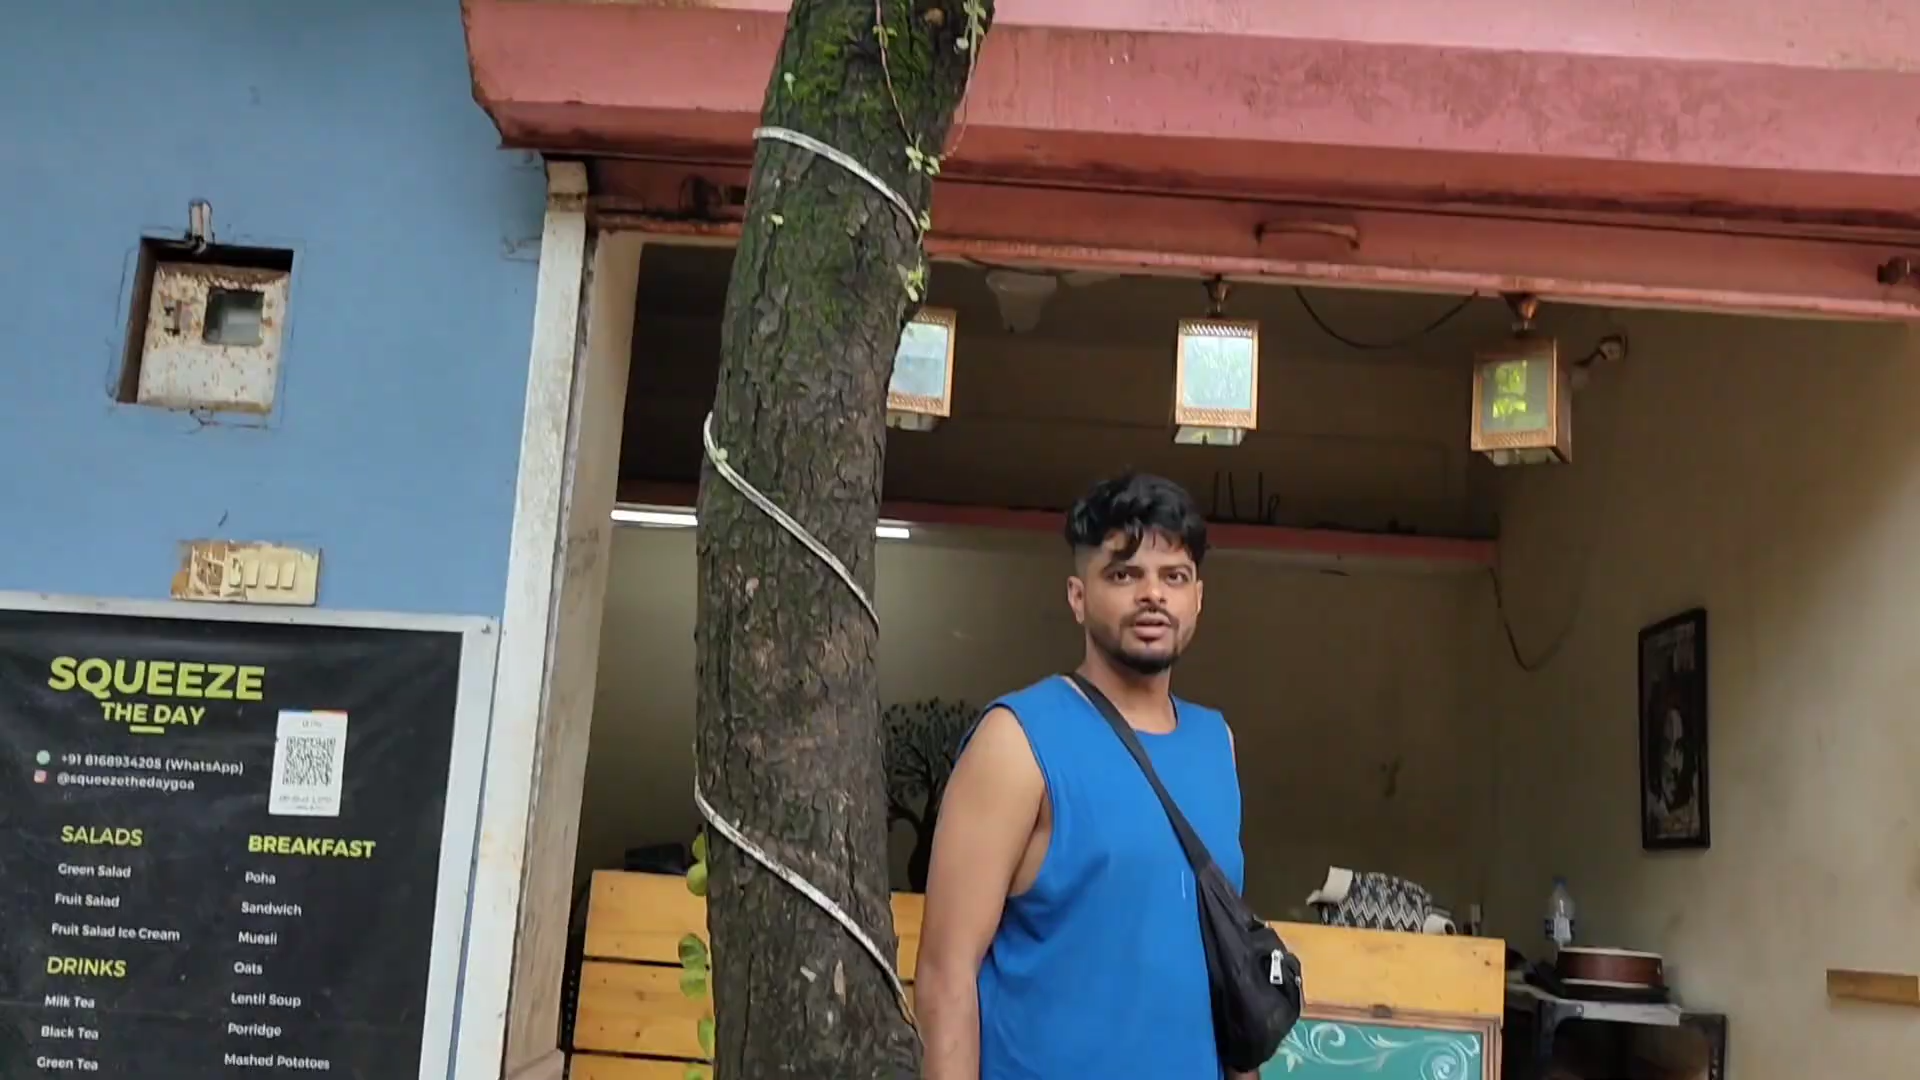 SQUEEZE
THE DAY
+91 8168934205 (WhatsApp)
@squeezethedaygoa
SALADS
Green Salad
Fruit Salad
Fruit Salad Ice Cream
DRINKS
Milk Tea
Black Tea
Green Tea
BREAKFAST
Poha
Sandwich
Muesli
Oats
Lentil Soup
Porridge
Mashed Potatoes